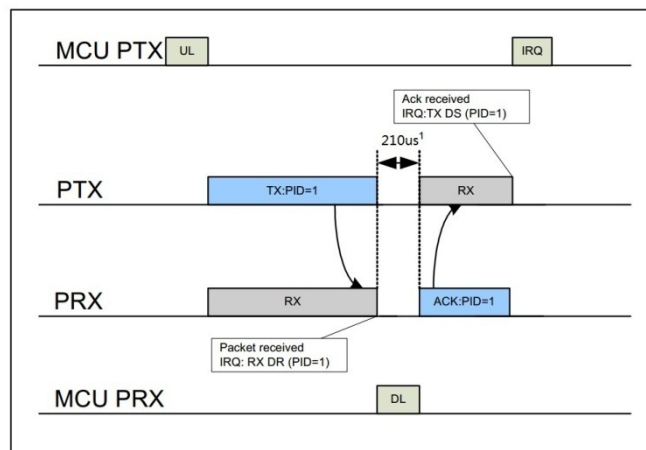 MCU PTX
UL
IRQ
Ack received
IRQ:TX DS (PID=1)
210us¹
PTX
TX:PID=1
RX
PRX
RX
ACK:PID=1
Packet received
IRQ: RX DR (PID=1)
MCU PRX
DL